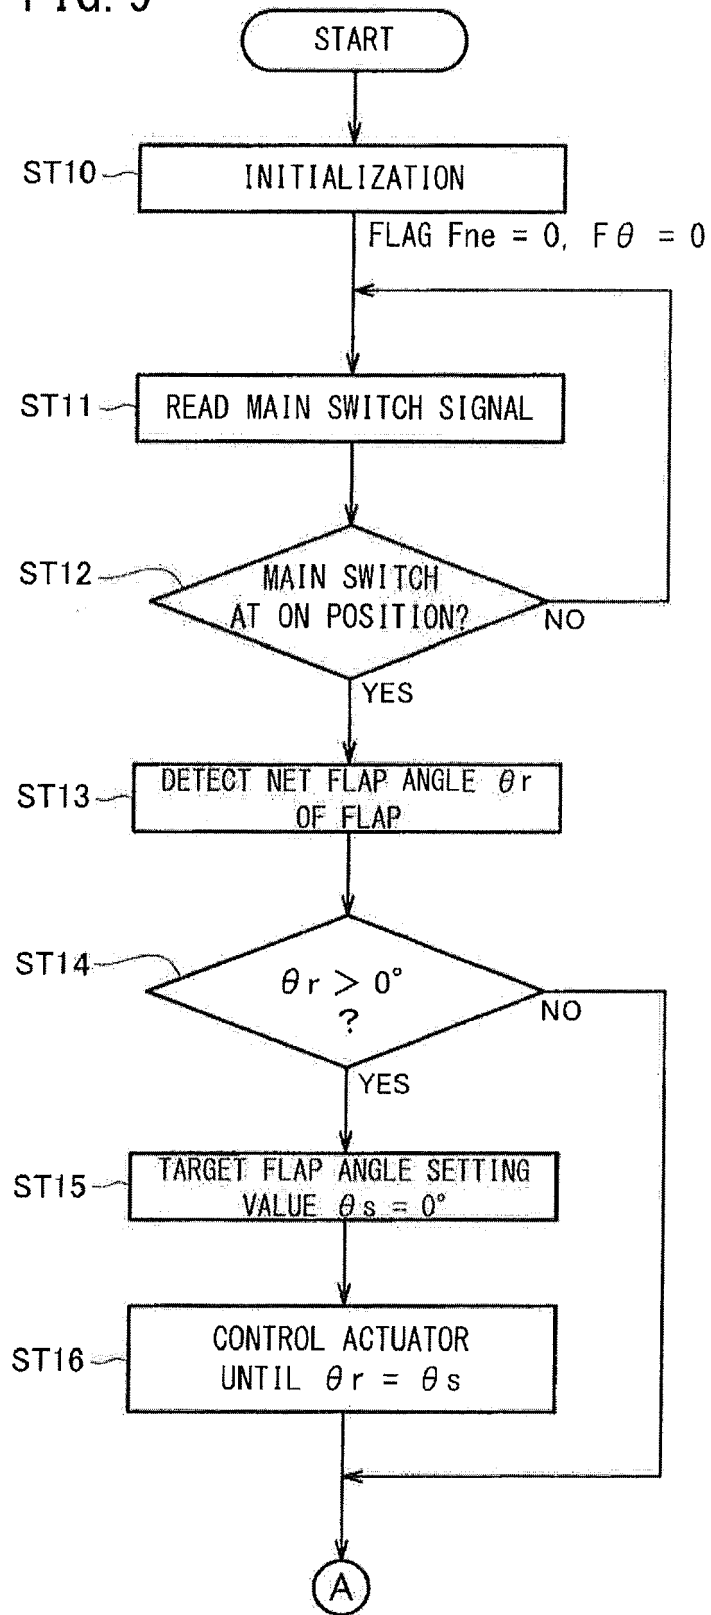 START
ST10
INITIALIZATION
FLAG Fne = 0, Fθ = 0
ST11
READ MAIN SWITCH SIGNAL
ST12
MAIN SWITCH
AT ON POSITION?
NO
YES
ST13
DETECT NET FLAP ANGLE θr
OF FLAP
ST14
θr > 0°
?
NO
YES
ST15
TARGET FLAP ANGLE SETTING
VALUE θs = 0°
ST16
CONTROL ACTUATOR
UNTIL θr = θs
A